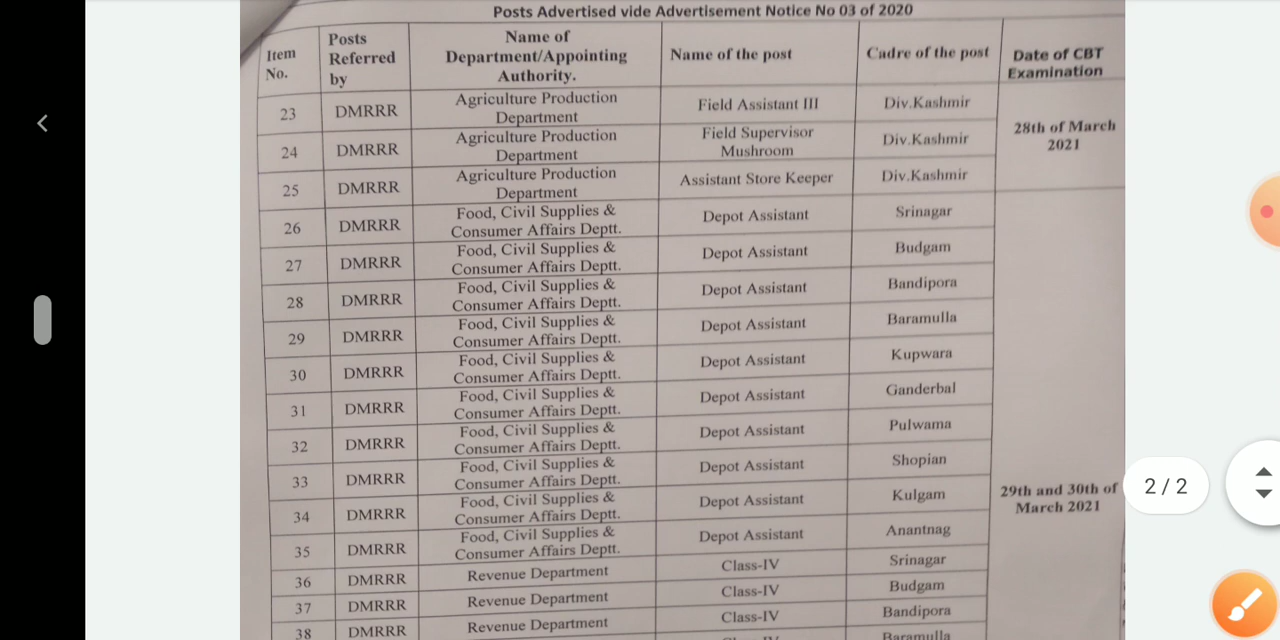 Posts Advertised vide Advertisement Notice No 03 of 2020
Item No. Posts Referred by Name of Department/Appointing Authority. Name of the post Cadre of the post Date of CBT Examination
23 DMRRR Agriculture Production Department Field Assistant III Div.Kashmir 28th of March 2021
24 DMRRR Agriculture Production Department Field Supervisor Mushroom Div.Kashmir
25 DMRRR Agriculture Production Department Assistant Store Keeper Div.Kashmir
26 DMRRR Food, Civil Supplies & Consumer Affairs Deptt. Depot Assistant Srinagar
27 DMRRR Food, Civil Supplies & Consumer Affairs Deptt. Depot Assistant Budgam
28 DMRRR Food, Civil Supplies & Consumer Affairs Deptt. Depot Assistant Bandipora
29 DMRRR Food, Civil Supplies & Consumer Affairs Deptt. Depot Assistant Baramulla
30 DMRRR Food, Civil Supplies & Consumer Affairs Deptt. Depot Assistant Kupwara
31 DMRRR Food, Civil Supplies & Consumer Affairs Deptt. Depot Assistant Ganderbal
32 DMRRR Food, Civil Supplies & Consumer Affairs Deptt. Depot Assistant Pulwama
33 DMRRR Food, Civil Supplies & Consumer Affairs Deptt. Depot Assistant Shopian
34 DMRRR Food, Civil Supplies & Consumer Affairs Deptt. Depot Assistant Kulgam 29th and 30th of March 2021
35 DMRRR Food, Civil Supplies & Consumer Affairs Deptt. Depot Assistant Anantnag
36 DMRRR Revenue Department Class-IV Srinagar
37 DMRRR Revenue Department Class-IV Budgam
38 DMRRR Revenue Department Class-IV Bandipora
Baramulla
2 / 2